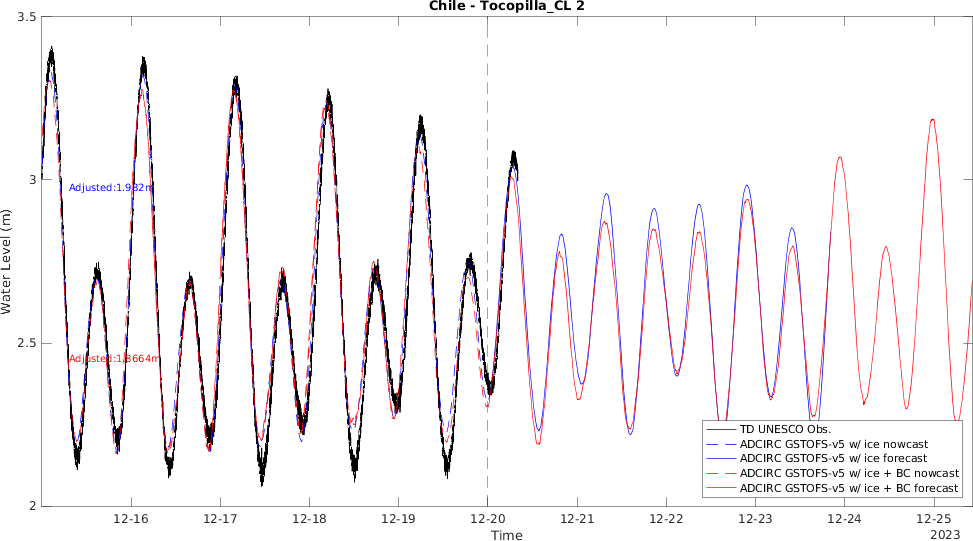 Chile - Tocopilla_CL 2
3.5
3
2.5
2
Water Level (m)
Adjusted:1.982m
Adjusted:1.3664m
TD UNESCO Obs.
ADCIRC GSTOFS-v5 w/ ice nowcast
ADCIRC GSTOFS-v5 w/ ice forecast
ADCIRC GSTOFS-v5 w/ ice + BC nowcast
ADCIRC GSTOFS-v5 w/ ice + BC forecast
12-16 12-17 12-18 12-19 12-20 12-21 12-22 12-23 12-24 12-25
Time
2023